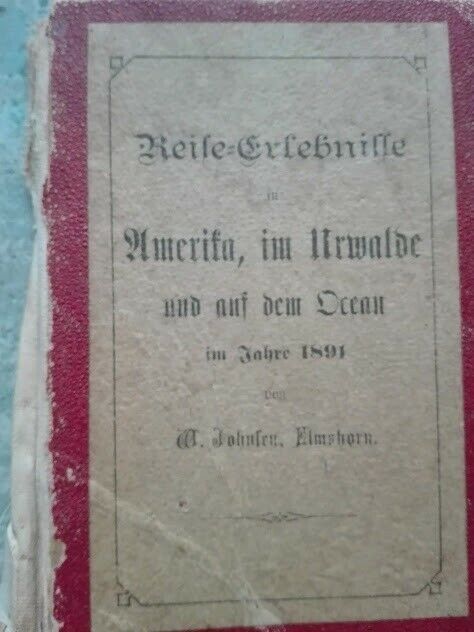 Reise-Erlebnisse
in
Amerika, im Urwalde
und auf dem Ocean
im Jahre 1891
von
W. Johnsen, Elmshorn.